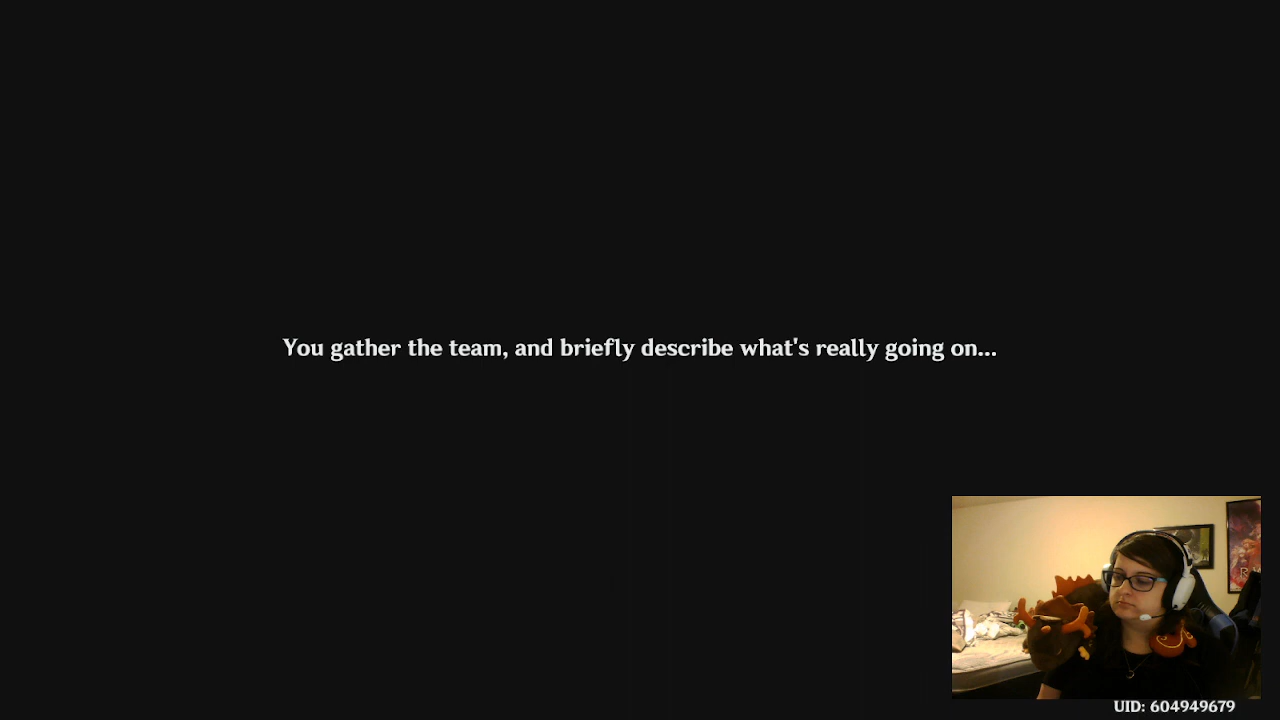 You gather the team, and briefly describe what's really going on...
UID: 604949679